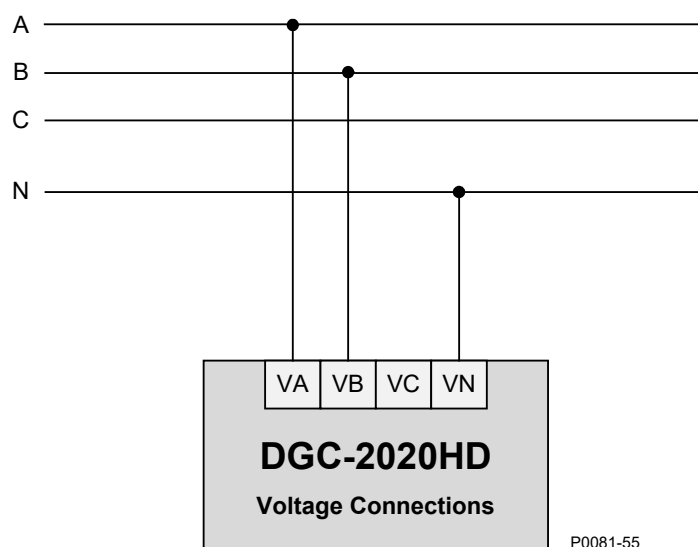 A
B
C
N
VA VB VC VN
DGC-2020HD
Voltage Connections
P0081-55